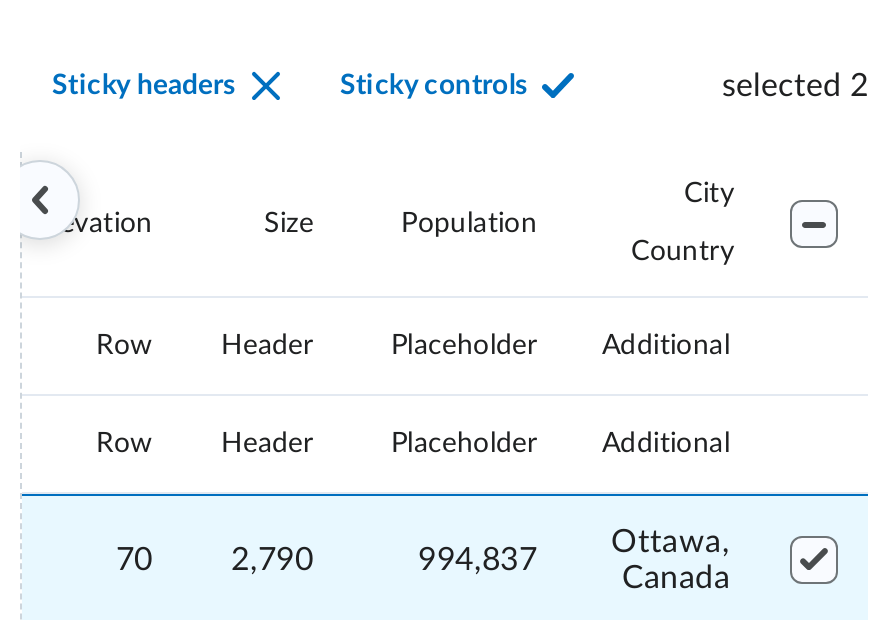 Sticky headers Sticky controls selected 2
evation Size Population City
Country
Row Header Placeholder Additional
Row Header Placeholder Additional
70 2,790 994,837 Ottawa,
Canada